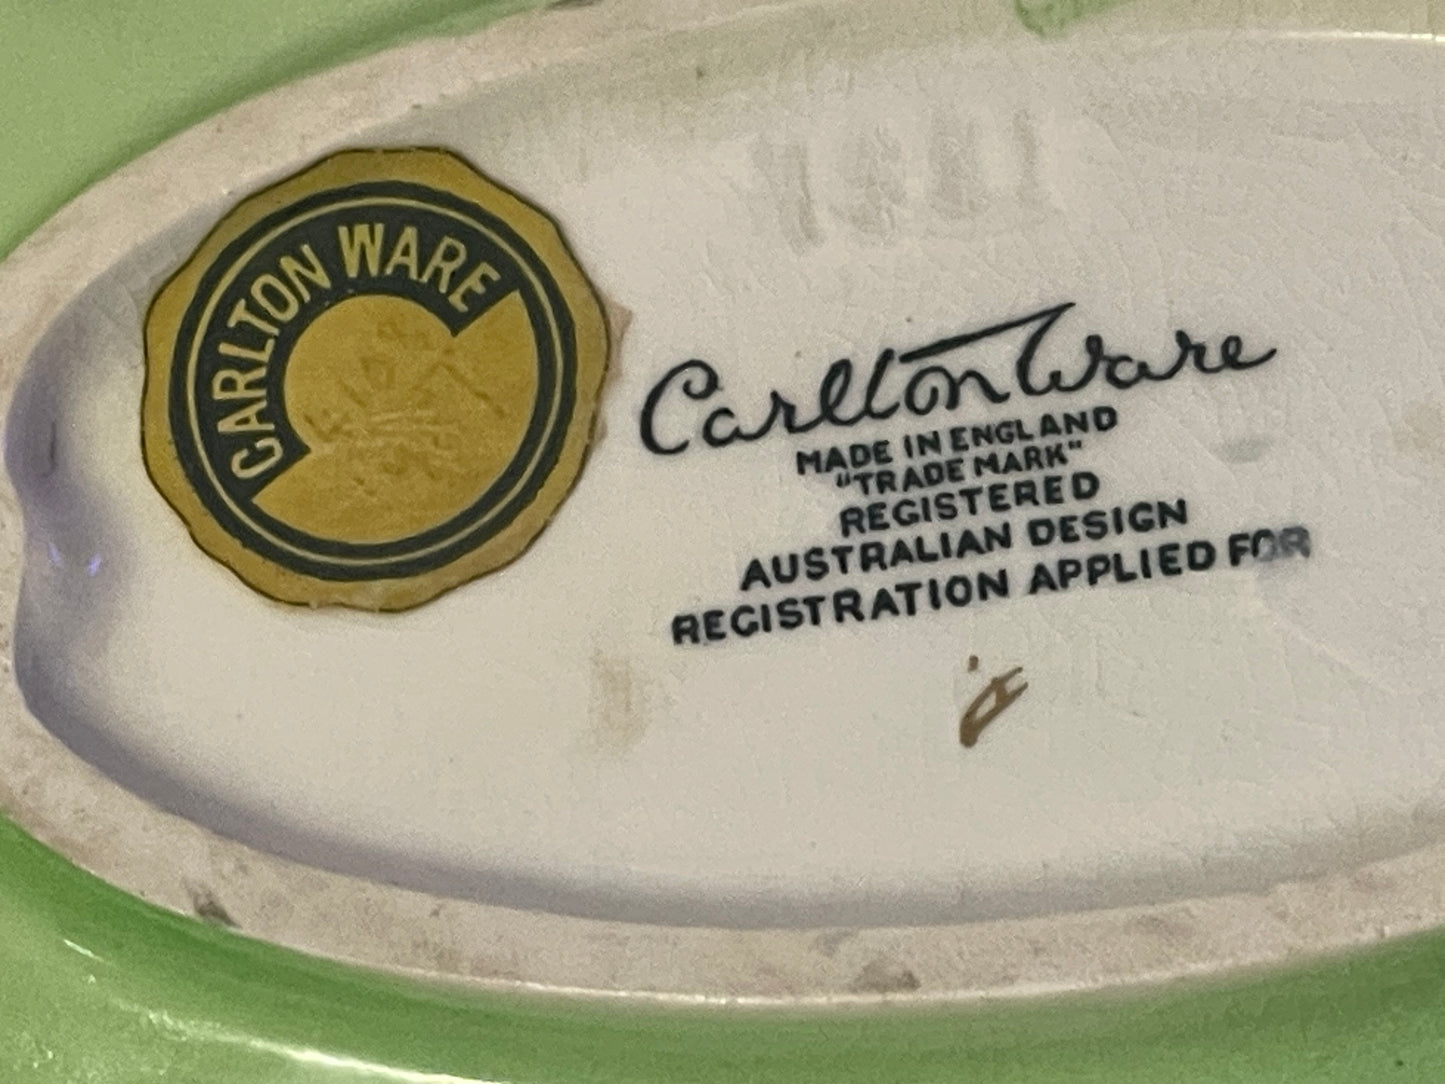 CARLTON WARE
Carlton Ware
MADE IN ENGLAND
"TRADE MARK"
REGISTERED
AUSTRALIAN DESIGN
REGISTRATION APPLIED FOR